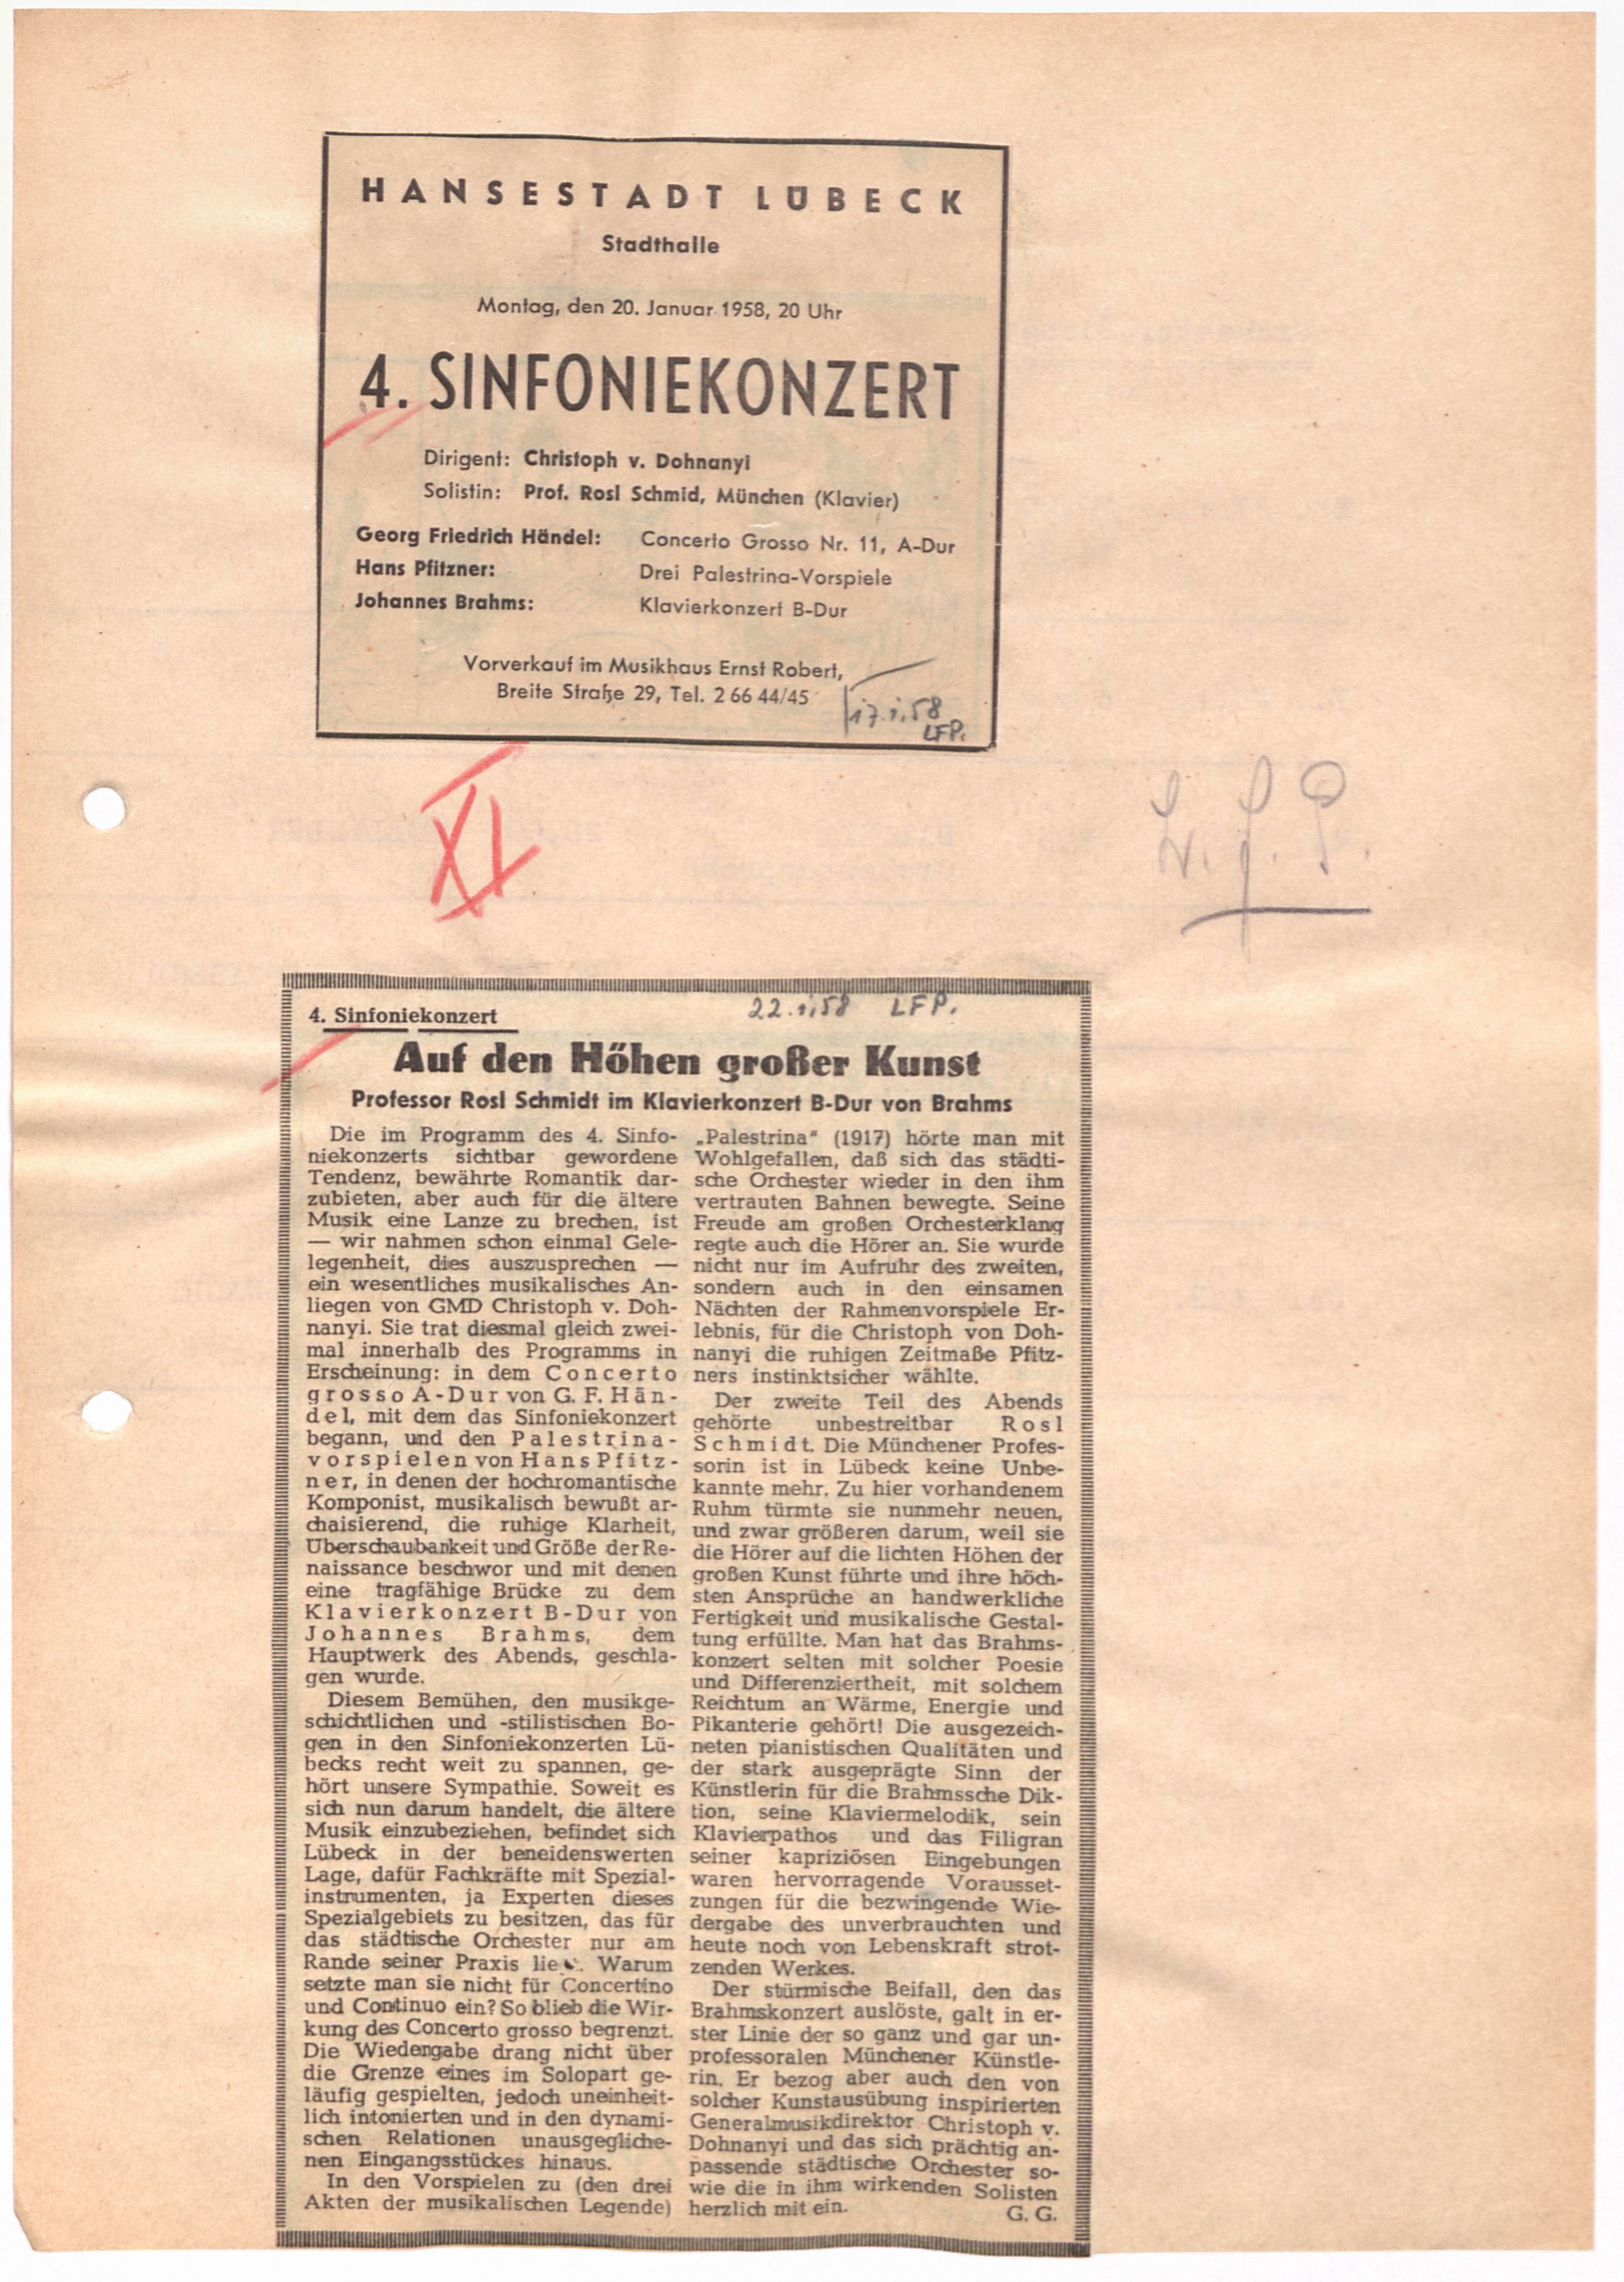 HANSESTADT LÜBECK
Stadthalle
Montag, den 20. Januar 1958, 20 Uhr
4. SINFONIEKONZERT
Dirigent: Christoph v. Dohnanyi
Solistin: Prof. Rosl Schmid, München (Klavier)
Georg Friedrich Händel: Concerto Grosso Nr. 11, A-Dur
Hans Pfitzner: Drei Palestrina-Vorspiele
Johannes Brahms: Klavierkonzert B-Dur
Vorverkauf im Musikhaus Ernst Robert,
Breite Straße 29, Tel. 2 66 44/45
17.1.58
LFP.
XI
L. f. P.
22.1.58 LFP.
4. Sinfoniekonzert
Auf den Höhen großer Kunst
Professor Rosl Schmidt im Klavierkonzert B-Dur von Brahms
Die im Programm des 4. Sinfo-
niekonzerts sichtbar gewordene
Tendenz, bewährte Romantik dar-
zubieten, aber auch für die ältere
Musik eine Lanze zu brechen, ist
— wir nahmen schon einmal Gele-
legenheit, dies auszusprechen —
ein wesentliches musikalisches An-
liegen von GMD Christoph v. Doh-
nanyi. Sie trat diesmal gleich zwei-
mal innerhalb des Programms in
Erscheinung: in dem Concerto
grosso A-Dur von G. F. Hän-
del, mit dem das Sinfoniekonzert
begann, und den Palestrina-
vorspielen von Hans Pfitz-
ner, in denen der hochromantische
Komponist, musikalisch bewußt ar-
chaisierend, die ruhige Klarheit,
Überschaubarkeit und Größe der Re-
naissance beschwor und mit denen
eine tragfähige Brücke zu dem
Klavierkonzert B-Dur von
Johannes Brahms, dem
Hauptwerk des Abends, geschla-
gen wurde.
Diesem Bemühen, den musikge-
schichtlichen und -stilistischen Bo-
gen in den Sinfoniekonzerten Lü-
becks recht weit zu spannen, ge-
hört unsere Sympathie. Soweit es
sich nun darum handelt, die ältere
Musik einzubeziehen, befindet sich
Lübeck in der beneidenswerten
Lage, dafür Fachkräfte mit Spezial-
instrumenten, ja Experten dieses
Spezialgebiets zu besitzen, das für
das städtische Orchester nur am
Rande seiner Praxis . Warum
setzte man sie nicht für Concertino
und Continuo ein? So blieb die Wir-
kung des Concerto grosso begrenzt.
Die Wiedengabe drang nicht über
die Grenze eines im Solopart ge-
läufig gespielten, jedoch uneinheit-
lich intonierten und in den dynami-
schen Relationen unausgegliche-
nen Eingangsstückes hinaus.
In den Vorspielen zu (den drei
Akten der musikalischen Legende)
„Palestrina" (1917) hörte man mit
Wohlgefallen, daß sich das städti-
sche Orchester wieder in den ihm
vertrauten Bahnen bewegte. Seine
Freude am großen Orchesterklang
regte auch die Hörer an. Sie wurde
nicht nur im Aufruhr des zweiten,
sondern auch in den einsamen
Nächten der Rahmenvorspiele Er-
lebnis, für die Christoph von Doh-
nanyi die ruhigen Zeitmaße Pfitz-
ners instinktsicher wählte.
Der zweite Teil des Abends
gehörte unbestreitbar Rosl
Schmidt. Die Münchener Profes-
sorin ist in Lübeck keine Unbe-
kannte mehr. Zu hier vorhandenem
Ruhm türmte sie nunmehr neuen,
und zwar größeren darum, weil sie
die Hörer auf die lichten Höhen der
großen Kunst führte und ihre höch-
sten Ansprüche an handwerkliche
Fertigkeit und musikalische Gestal-
tung erfüllte. Man hat das Brahms-
konzert selten mit solcher Poesie
und Differenziertheit, mit solchem
Reichtum an Wärme, Energie und
Pikanterie gehört! Die ausgezeich-
neten pianistischen Qualitäten und
der stark ausgeprägte Sinn der
Künstlerin für die Brahmssche Dik-
tion, seine Klaviermelodik, sein
Klavierpathos und das Filigran
seiner kapriziösen Eingebungen
waren hervorragende Vorausset-
zungen für die bezwingende Wie-
dergabe des unverbrauchten und
heute noch von Lebenskraft strot-
zenden Werkes.
Der stürmische Beifall, den das
Brahmskonzert auslöste, galt in er-
ster Linie der so ganz und gar un-
professoralen Münchener Künstle-
rin. Er bezog aber auch den von
solcher Kunstausübung inspirierten
Generalmusikdirektor Christoph v.
Dohnanyi und das sich prächtig an-
passende städtische Orchester so-
wie die in ihm wirkenden Solisten
herzlich mit ein. G. G.